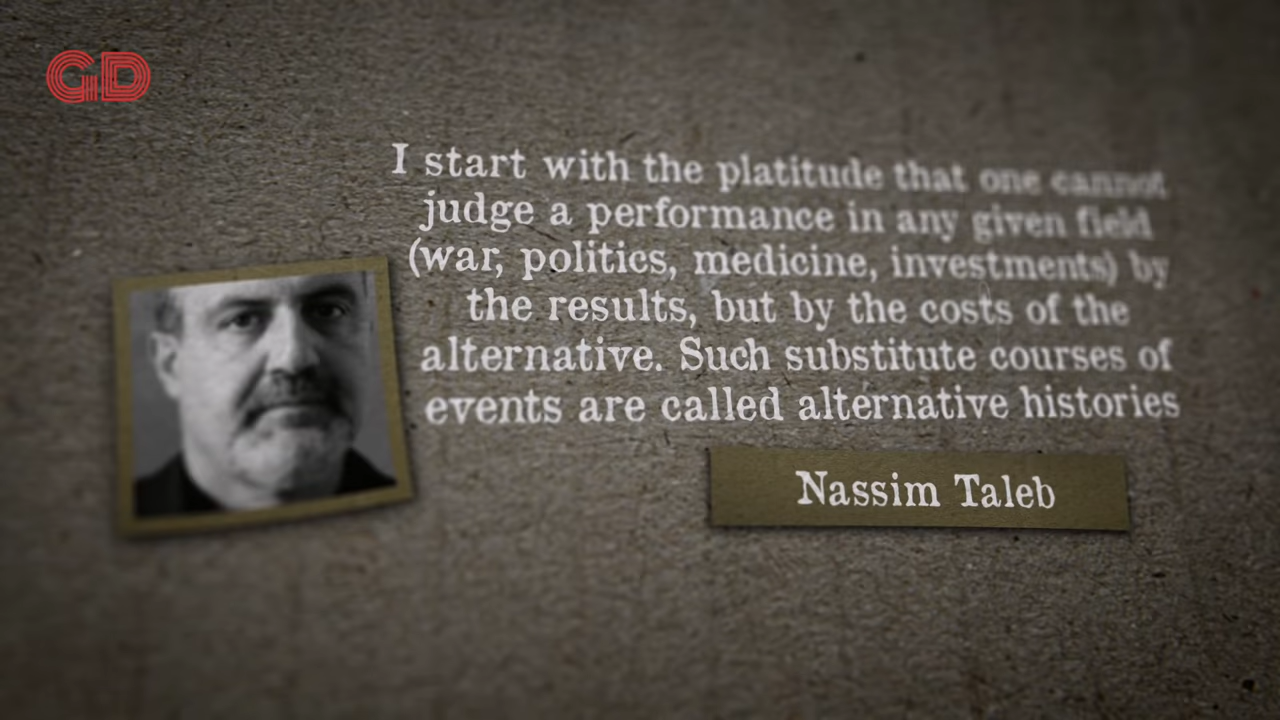 GD
I start with the platitude that one cannot
judge a performance in any given field
(war, politics, medicine, investments) by
the results, but by the costs of the
alternative. Such substitute courses of
events are called alternative histories
Nassim Taleb